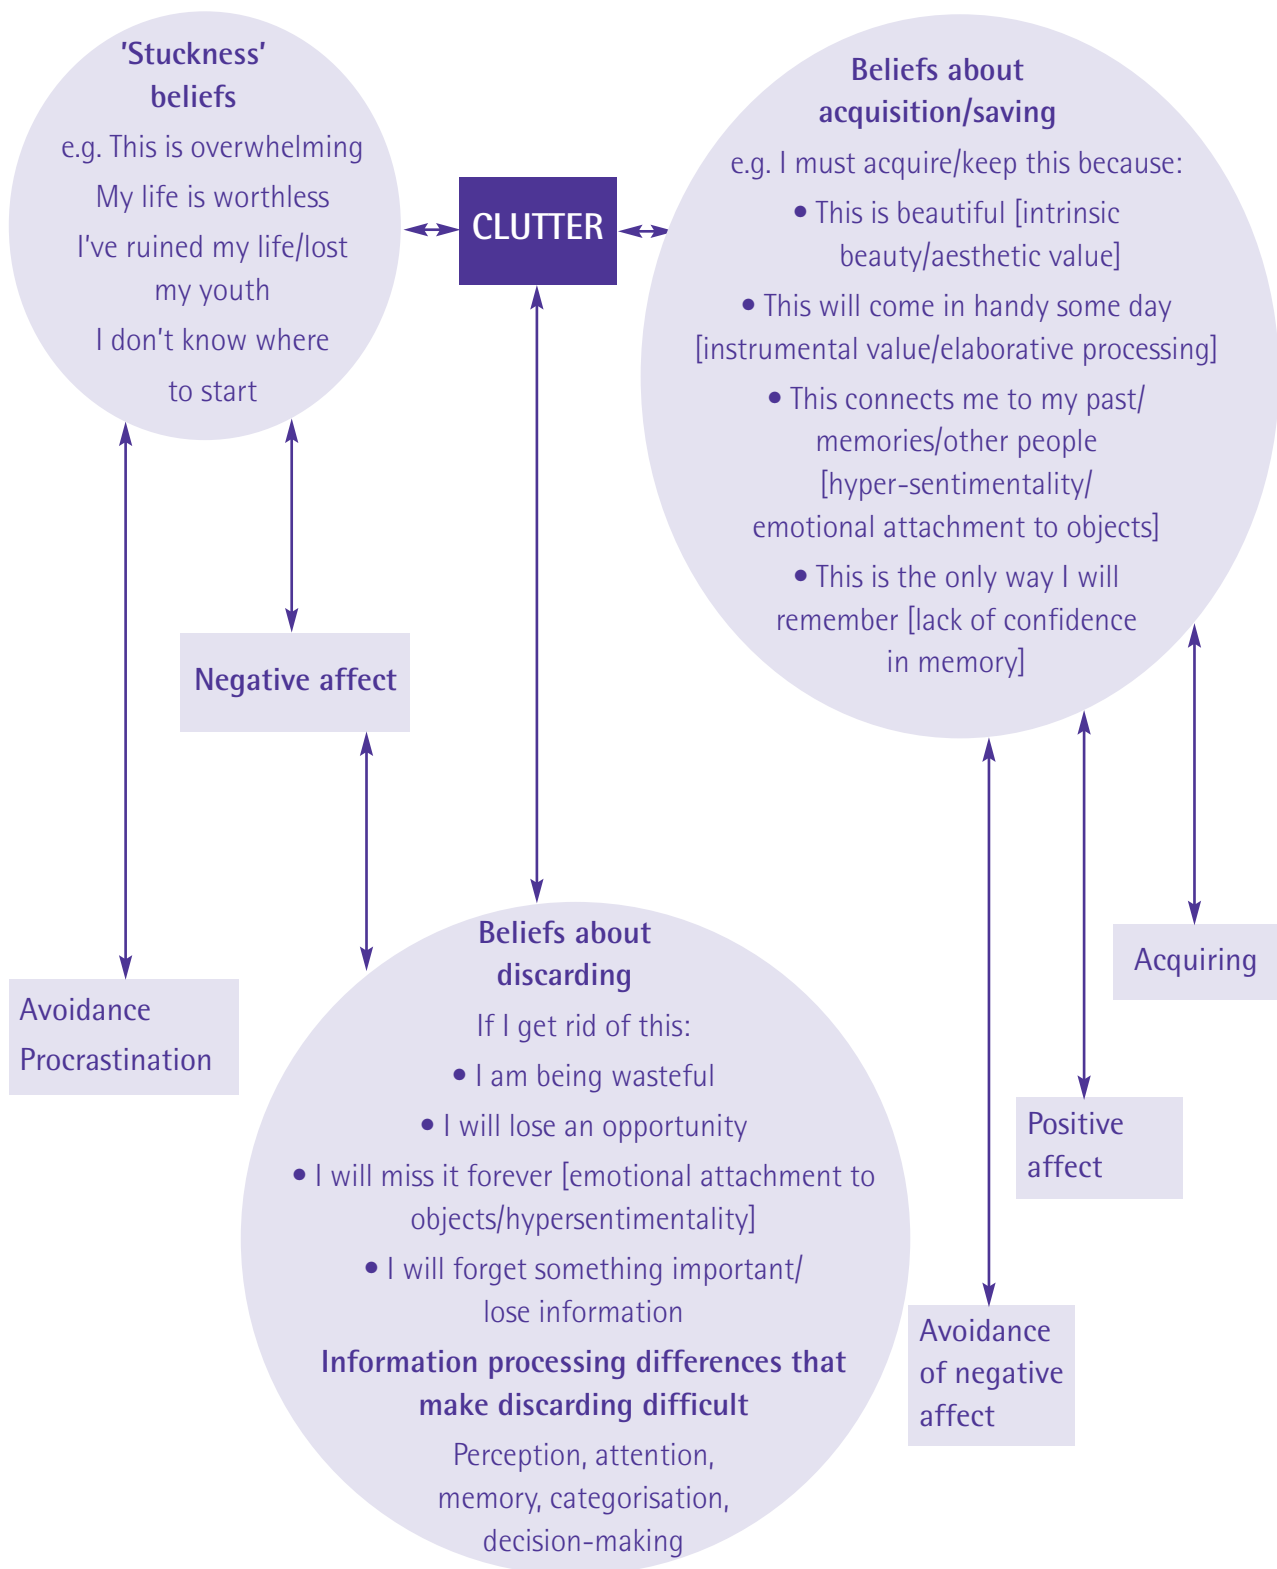 'Stuckness'
beliefs
e.g. This is overwhelming
My life is worthless
I've ruined my life/lost
my youth
I don't know where
to start
CLUTTER
Beliefs about
acquisition/saving
e.g. I must acquire/keep this because:
• This is beautiful [intrinsic
beauty/aesthetic value]
• This will come in handy some day
[instrumental value/elaborative processing]
• This connects me to my past/
memories/other people
[hyper-sentimentality/
emotional attachment to objects]
• This is the only way I will
remember [lack of confidence
in memory]
Negative affect
Avoidance
Procrastination
Beliefs about
discarding
If I get rid of this:
• I am being wasteful
• I will lose an opportunity
• I will miss it forever [emotional attachment to
objects/hypersentimentality]
• I will forget something important/
lose information
Information processing differences that
make discarding difficult
Perception, attention,
memory, categorisation,
decision-making
Acquiring
Positive
affect
Avoidance
of negative
affect